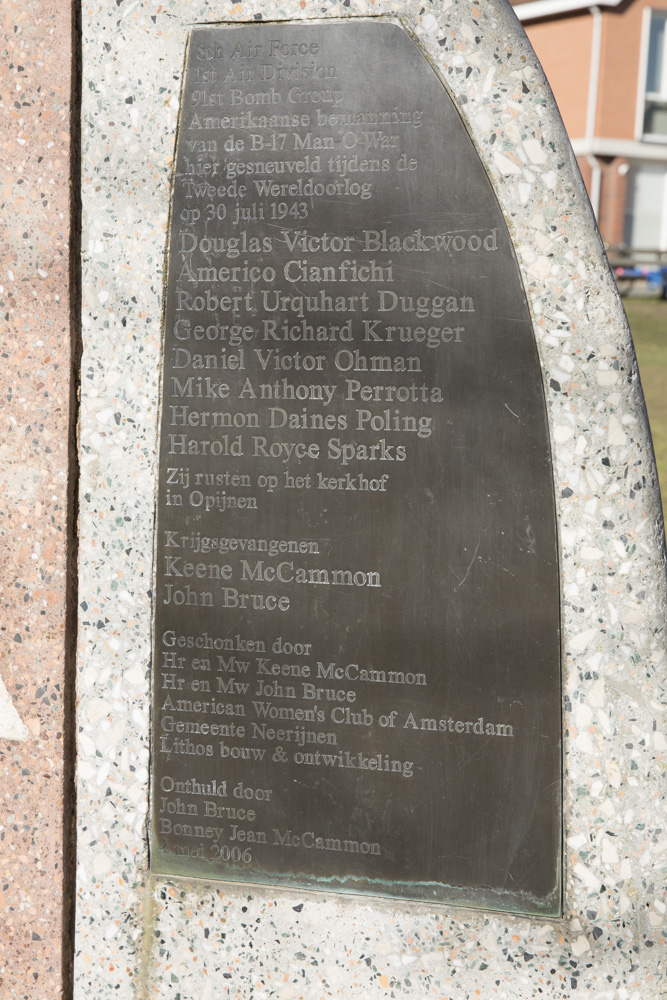 8th Air Force
1st Air Division
91st Bomb Group
Amerikaanse bemanning
van de B-17 Man-O-War
hier gesneuveld tijdens de
Tweede Wereldoorlog
op 30 juli 1943
Douglas Victor Blackwood
Americo Cianfichi
Robert Urquhart Duggan
George Richard Krueger
Daniel Victor Ohman
Mike Anthony Perrotta
Hermon Daines Poling
Harold Royce Sparks
Zij rusten op het kerkhof
in Opijnen
Krijgsgevangenen
Keene McCammon
John Bruce
Geschonken door
Hr en Mw Keene McCammon
Hr en Mw John Bruce
American Women's Club of Amsterdam
Gemeente Neerijnen
Lithos bouw & ontwikkelling
Onthuld door
John Bruce
Bonney Jean McCammon
mei 2006